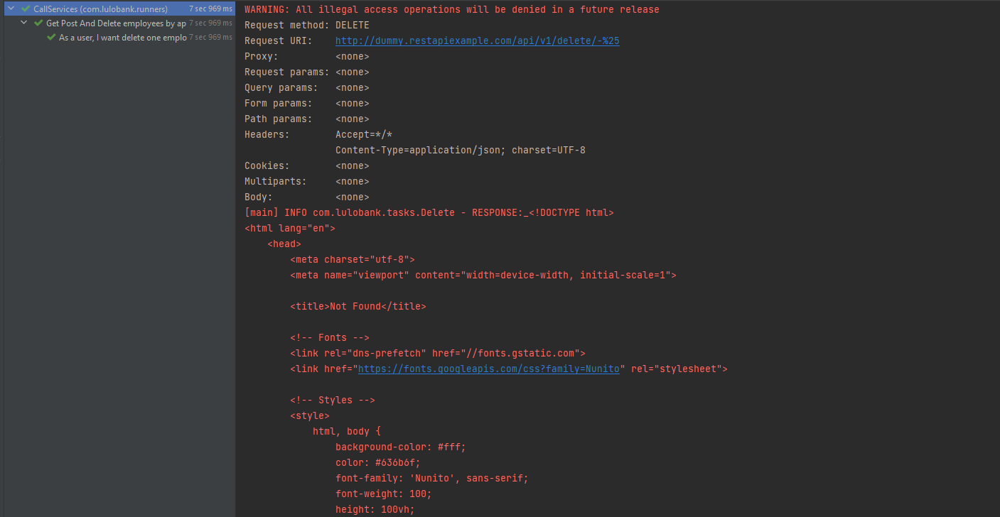 CallServices (com.lulobank.runners) 7 sec 969 ms
Get Post And Delete employees by ap 7 sec 969 ms
As a user, I want delete one emplo 7 sec 969 ms
WARNING: All illegal access operations will be denied in a future release
Request method: DELETE
Request URI: http://dummy.restapiexample.com/api/v1/delete/-%25
Proxy: <none>
Request params: <none>
Query params: <none>
Form params: <none>
Path params: <none>
Headers: Accept=*/*
Content-Type=application/json; charset=UTF-8
Cookies: <none>
Multiparts: <none>
Body: <none>
[main] INFO com.lulobank.tasks.Delete - RESPONSE:_<!DOCTYPE html>
<html lang="en">
<head>
<meta charset="utf-8">
<meta name="viewport" content="width=device-width, initial-scale=1">
<title>Not Found</title>
<!-- Fonts -->
<link rel="dns-prefetch" href="//fonts.gstatic.com">
<link href="https://fonts.googleapis.com/css?family=Nunito" rel="stylesheet">
<!-- Styles -->
<style>
html, body {
background-color: #fff;
color: #636b6f;
font-family: 'Nunito', sans-serif;
font-weight: 100;
height: 100vh;